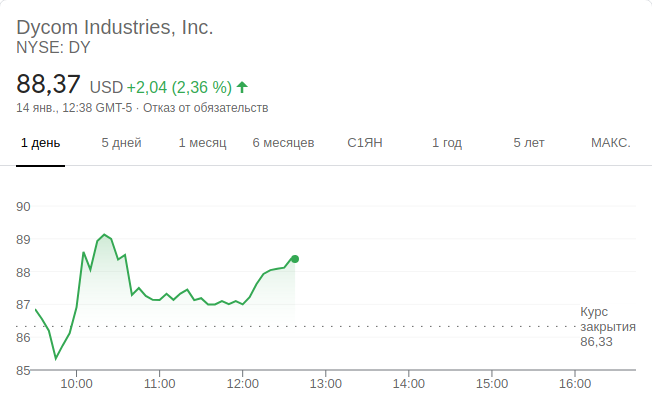 Dycom Industries, Inc.
NYSE: DY
88,37 USD +2,04 (2,36 %) ↑
14 янв., 12:38 GMT-5 · Отказ от обязательств
1 день 5 дней 1 месяц 6 месяцев С1ЯН 1 год 5 лет МАКС.
90
89
88
87
86
85
Курс
закрытия
86,33
10:00 11:00 12:00 13:00 14:00 15:00 16:00